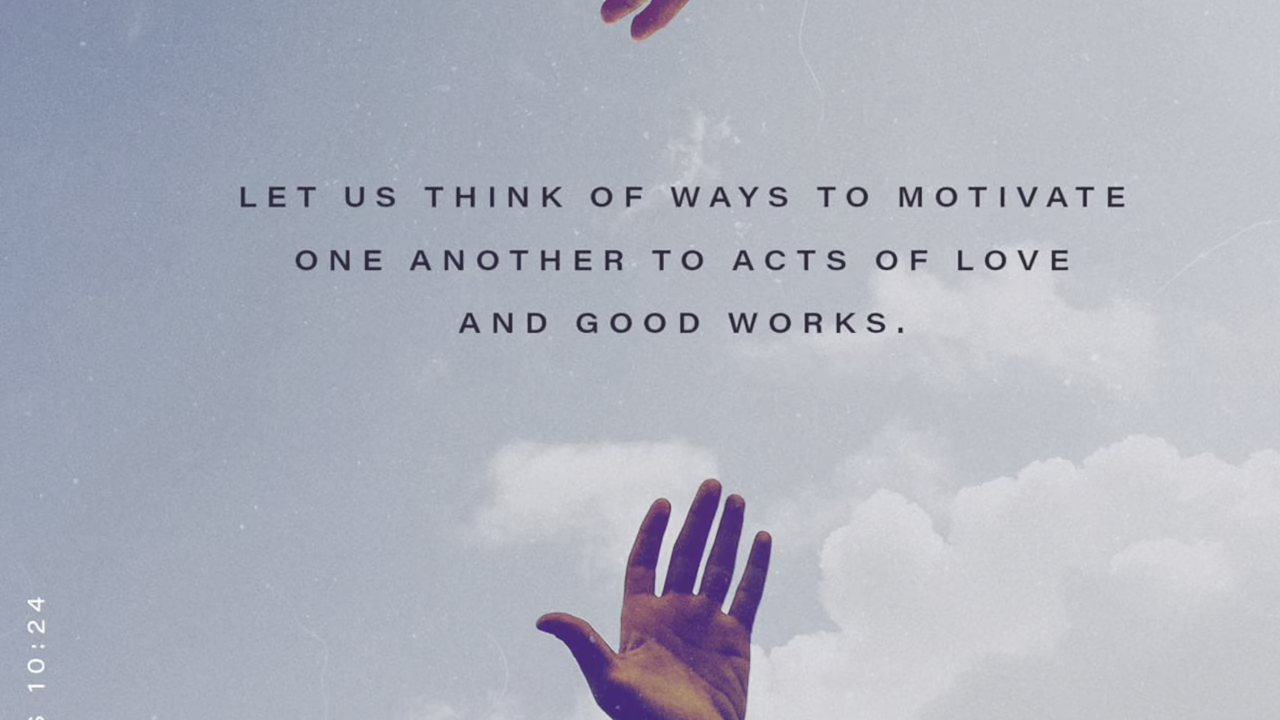 LET US THINK OF WAYS TO MOTIVATE
ONE ANOTHER TO ACTS OF LOVE
AND GOOD WORKS.
10:24